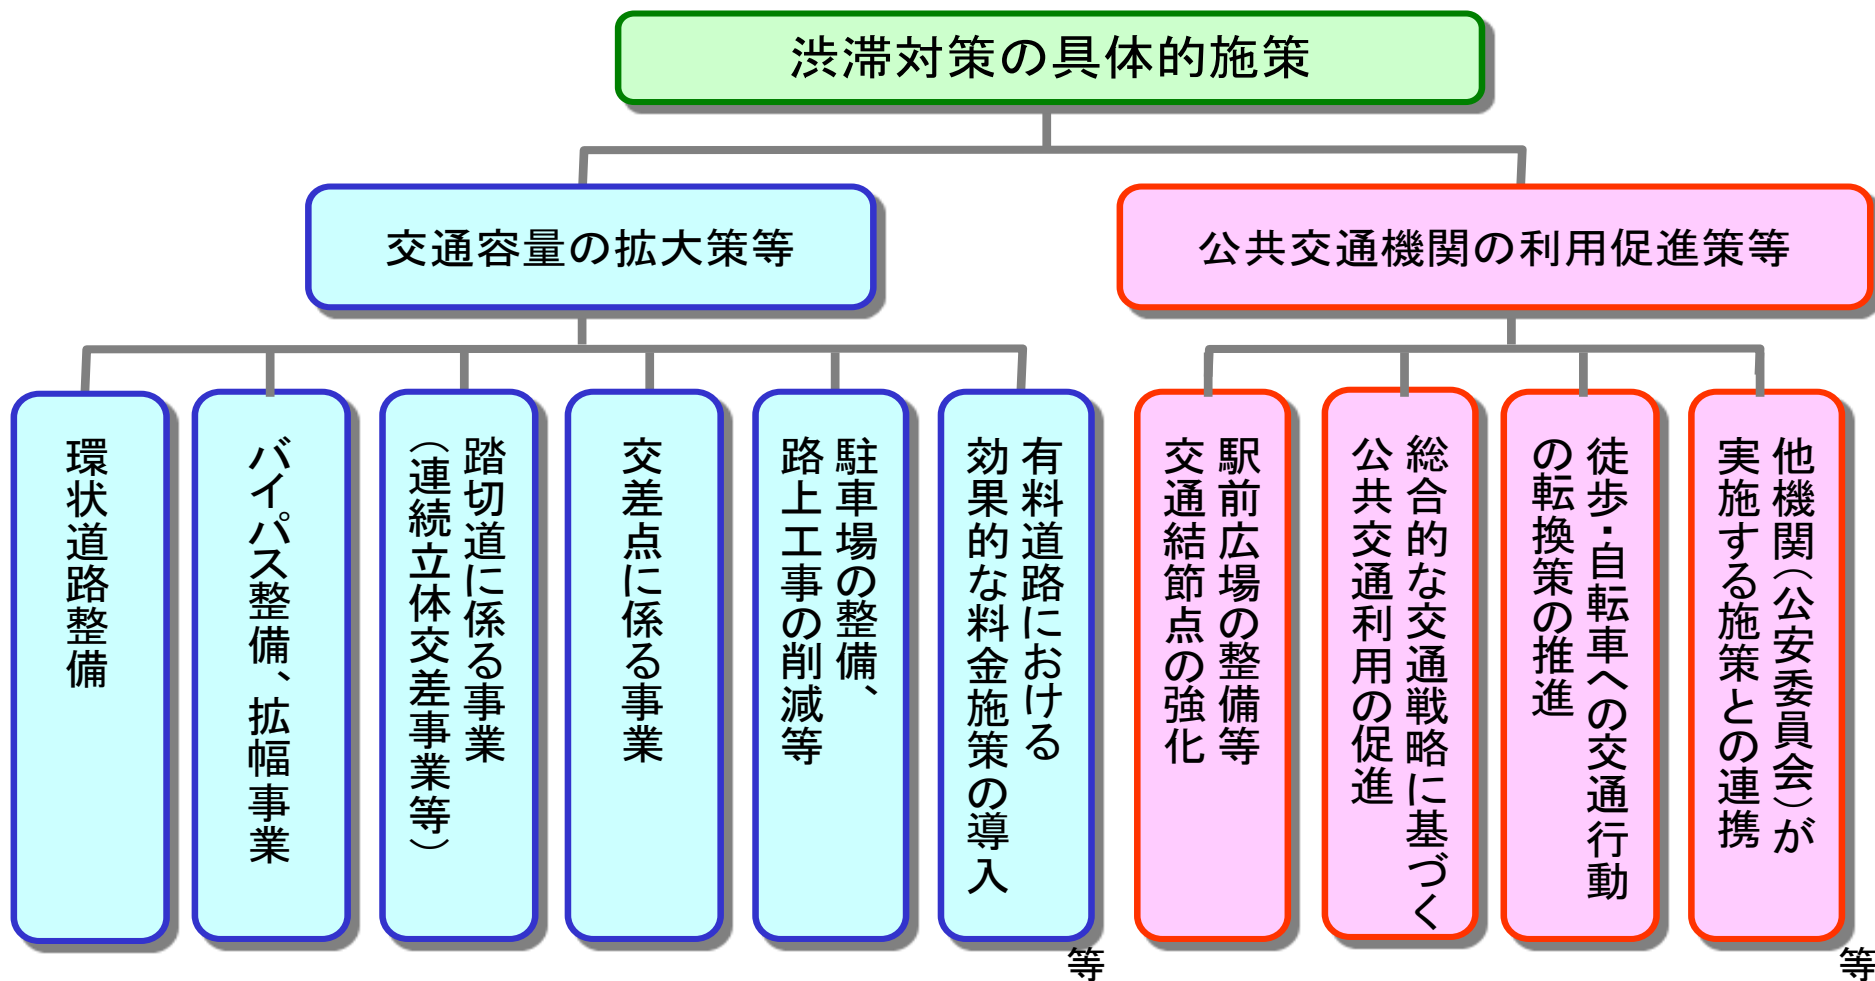 渋滞対策の具体的施策
交通容量の拡大策等
公共交通機関の利用促進策等
環状道路整備
バイパス整備、拡幅事業
踏切道に係る事業
（連続立体交差事業等）
交差点に係る事業
駐車場の整備、
路上工事の削減等
有料道路における
効果的な料金施策の導入
等
駅前広場の整備等
交通結節点の強化
総合的な交通戦略に基づく
公共交通利用の促進
徒歩・自転車への交通行動
の転換策の推進
他機関（公安委員会）が
実施する施策との連携
等